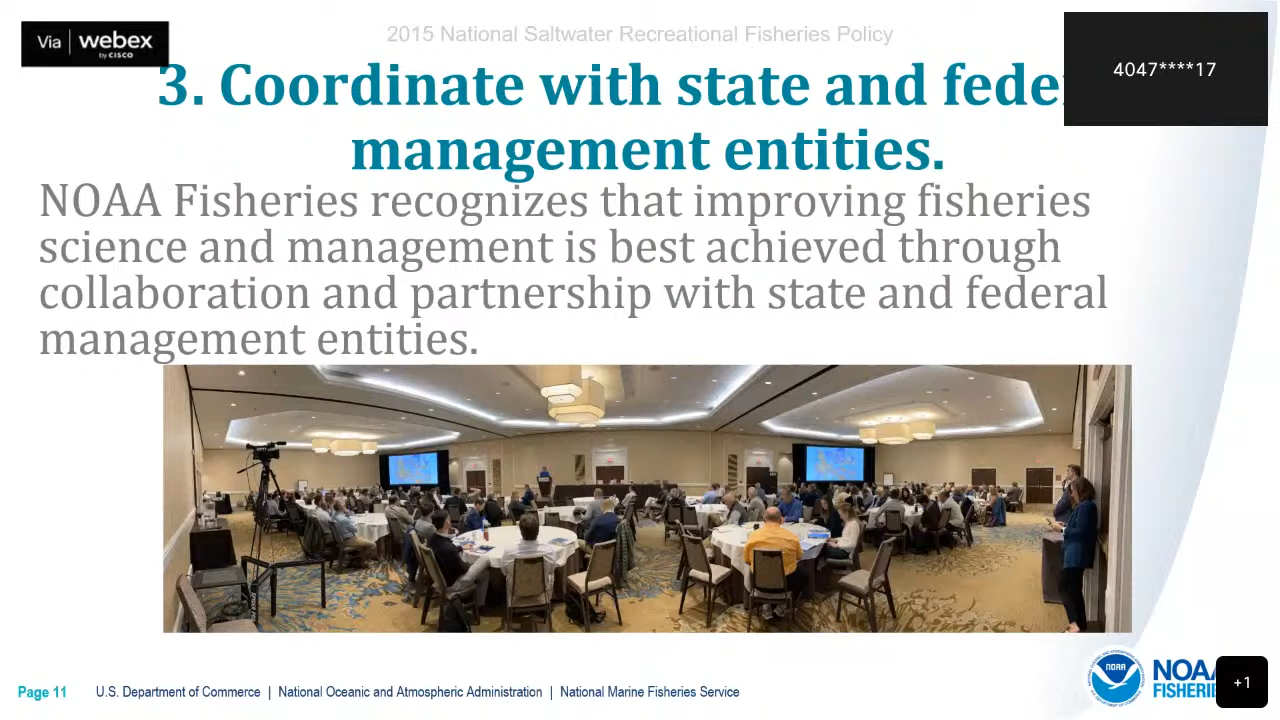 Via webex
by CISCO
2015 National Saltwater Recreational Fisheries Policy
4047****17
3. Coordinate with state and fede
management entities.
NOAA Fisheries recognizes that improving fisheries
science and management is best achieved through
collaboration and partnership with state and federal
management entities.
Page 11 U.S. Department of Commerce | National Oceanic and Atmospheric Administration | National Marine Fisheries Service
NOAA
NOAA
FISHERIE
+1